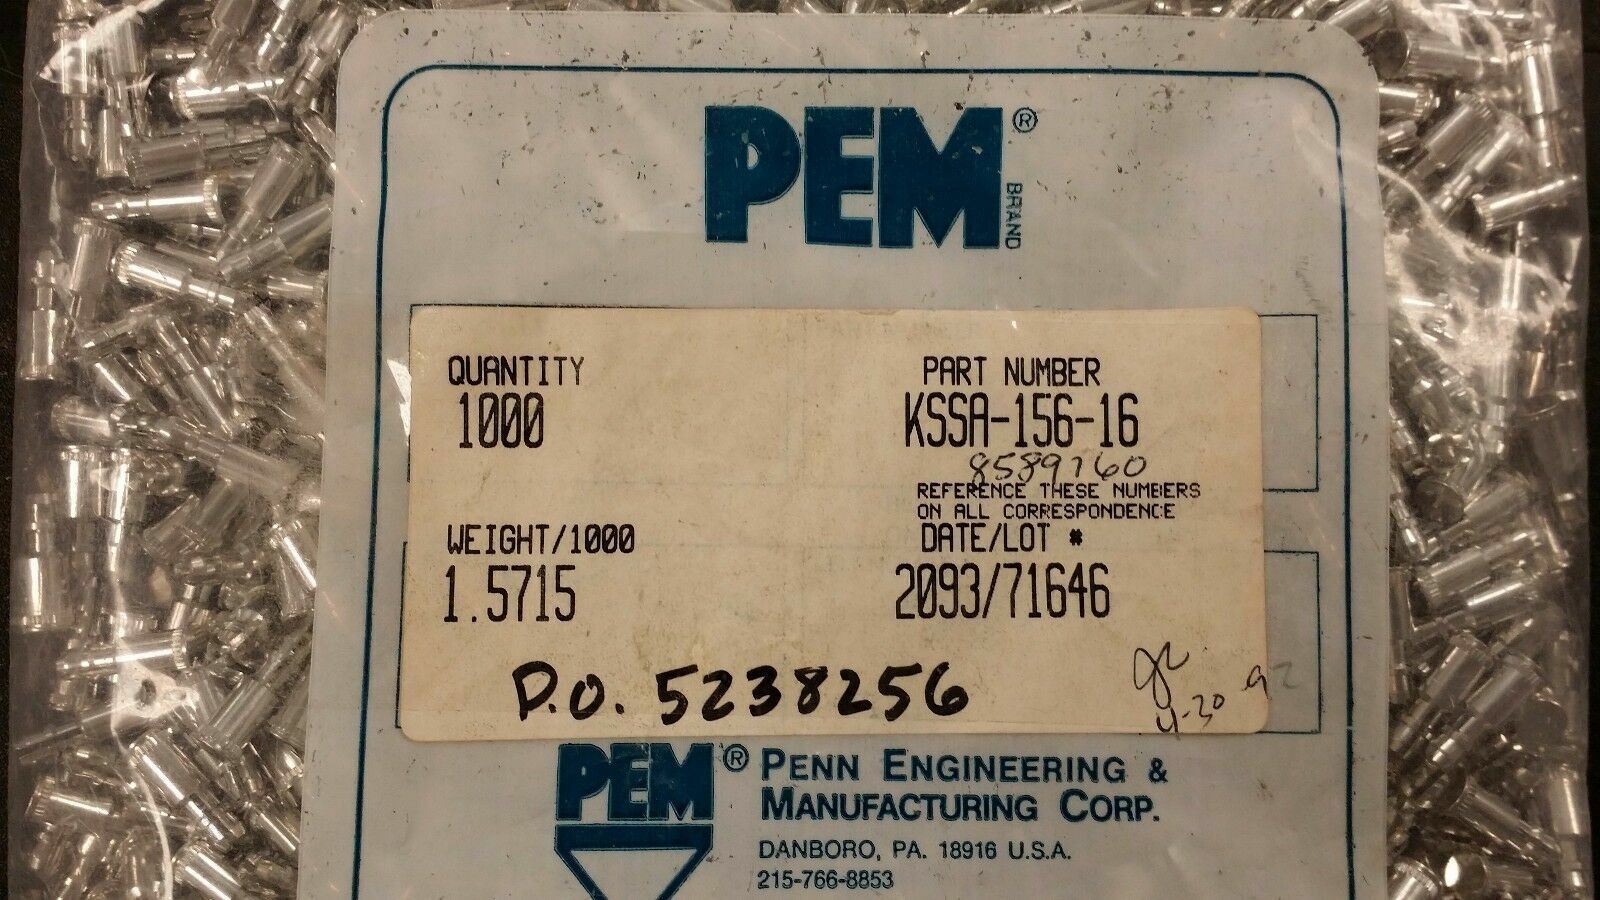 PEM®
BRAND
QUANTITY
1000
PART NUMBER
KSSA-156-16
8589760
REFERENCE THESE NUMBERS
ON ALL CORRESPONDENCE
WEIGHT/1000
1.5715
DATE/LOT #
2093/71646
P.O. 5238256
4-30 92
PEM®
PENN ENGINEERING &
MANUFACTURING CORP.
DANBORO, PA. 18916 U.S.A.
215-766-8853